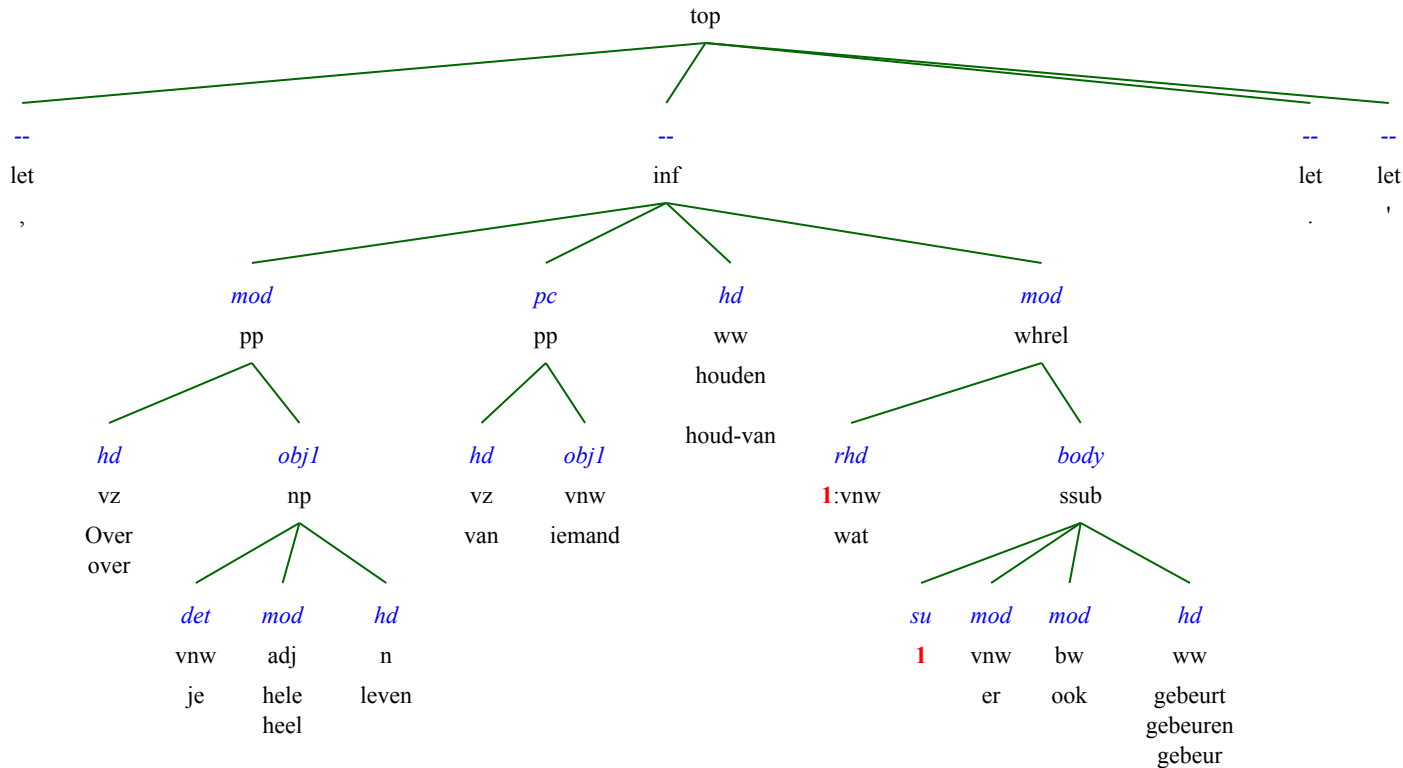 top
-- -- -- --
let inf let let
, . '
mod pc hd mod
pp pp ww whrel
houden
houd-van
hd obj1 hd obj1 rhd body
vz np vz vnw 1:vnw ssub
Over van iemand wat
over
det mod hd su mod mod hd
vnw adj n 1 vnw bw ww
je hele leven er ook gebeurt
heel gebeuren
gebeur